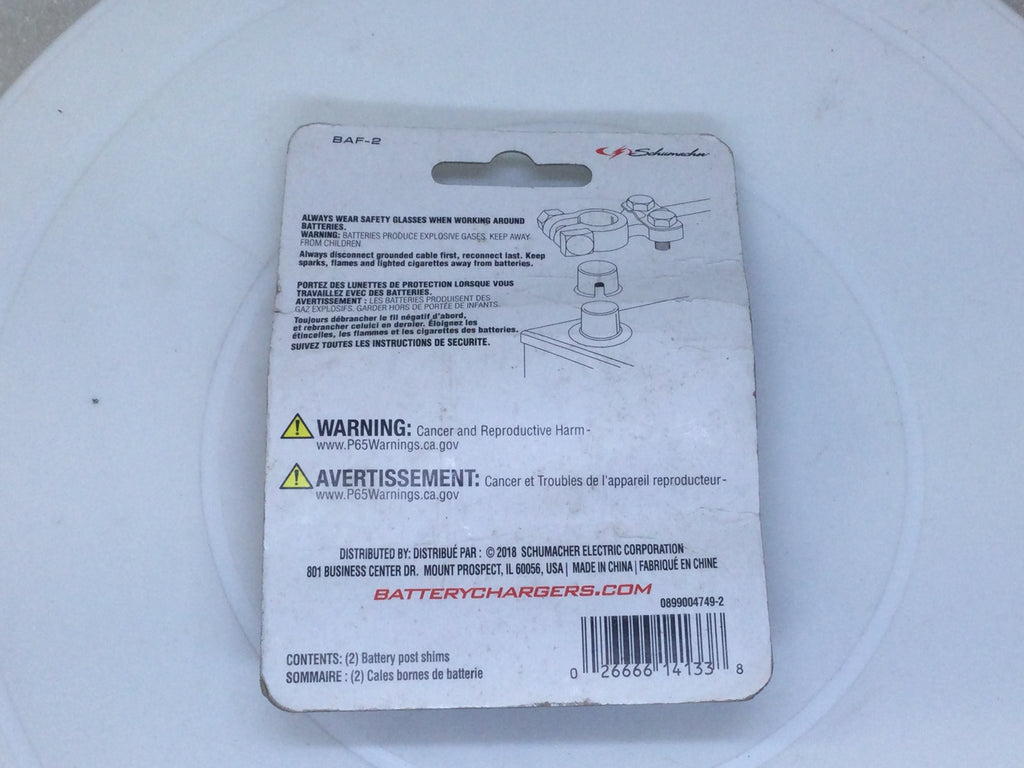 BAF-2
Schumacher
ALWAYS WEAR SAFETY GLASSES WHEN WORKING AROUND
BATTERIES.
WARNING: BATTERIES PRODUCE EXPLOSIVE GASES. KEEP AWAY
FROM CHILDREN
Always disconnect grounded cable first, reconnect last. Keep
sparks, flames and lighted cigarettes away from batteries.
PORTEZ DES LUNETTES DE PROTECTION LORSQUE VOUS
TRAVAILLEZ EVEC DES BATTERIES.
AVERTISSEMENT : LES BATTERIES PRODUISENT DES
GAZ EXPLOSIFS. GARDER HORS DE PORTÉE DE INFANTS.
Toujours débrancher le fil négatif d'abord,
et rebrancher celuici en dernier. Éloignez les
étincelles, les flammes et les cigarettes des batteries.
SUIVEZ TOUTES LES INSTRUCTIONS DE SECURITE.
WARNING: Cancer and Reproductive Harm -
www.P65Warnings.ca.gov
AVERTISSEMENT: Cancer et Troubles de l'appareil reproducteur -
www.P65Warnings.ca.gov
DISTRIBUTED BY: DISTRIBUÉ PAR : © 2018 SCHUMACHER ELECTRIC CORPORATION
801 BUSINESS CENTER DR. MOUNT PROSPECT, IL 60056, USA | MADE IN CHINA | FABRIQUÉ EN CHINE
BATTERYCHARGERS.COM
0899004749-2
CONTENTS: (2) Battery post shims
SOMMAIRE : (2) Cales bornes de batterie
0 26666 14133 8